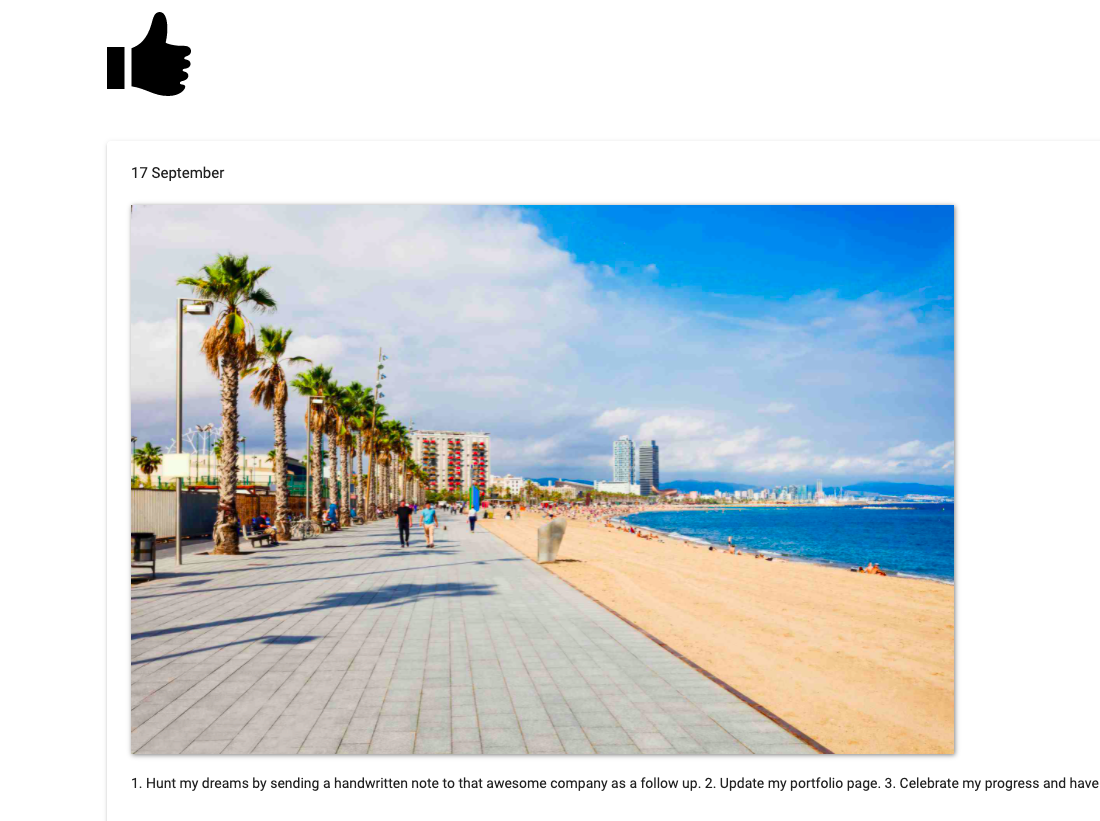 17 September
1. Hunt my dreams by sending a handwritten note to that awesome company as a follow up. 2. Update my portfolio page. 3. Celebrate my progress and have